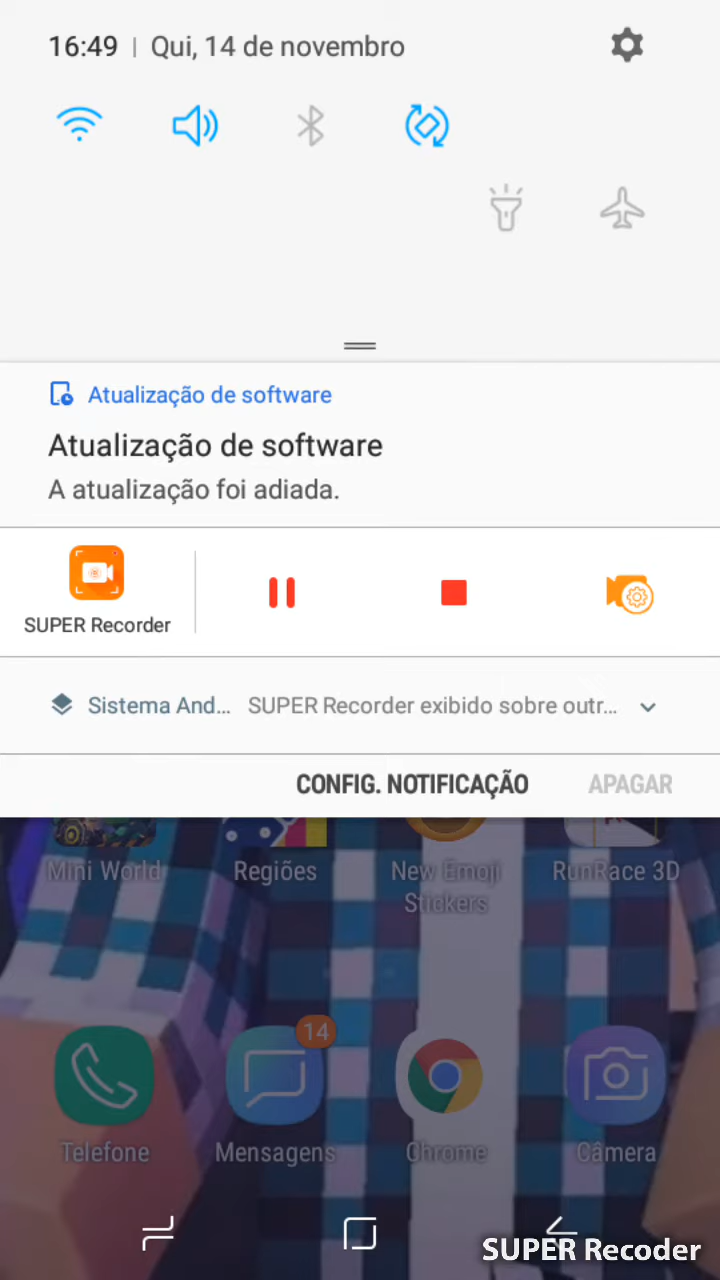 16:49 | Qui, 14 de novembro
Atualização de software
Atualização de software
A atualização foi adiada.
SUPER Recorder
Sistema And... SUPER Recorder exibido sobre outr...
CONFIG. NOTIFICAÇÃO APAGAR
Mini World Regiões New Emoji Stickers RunRace 3D
14
Telefone Mensagens Chrome Câmera
SUPER Recoder